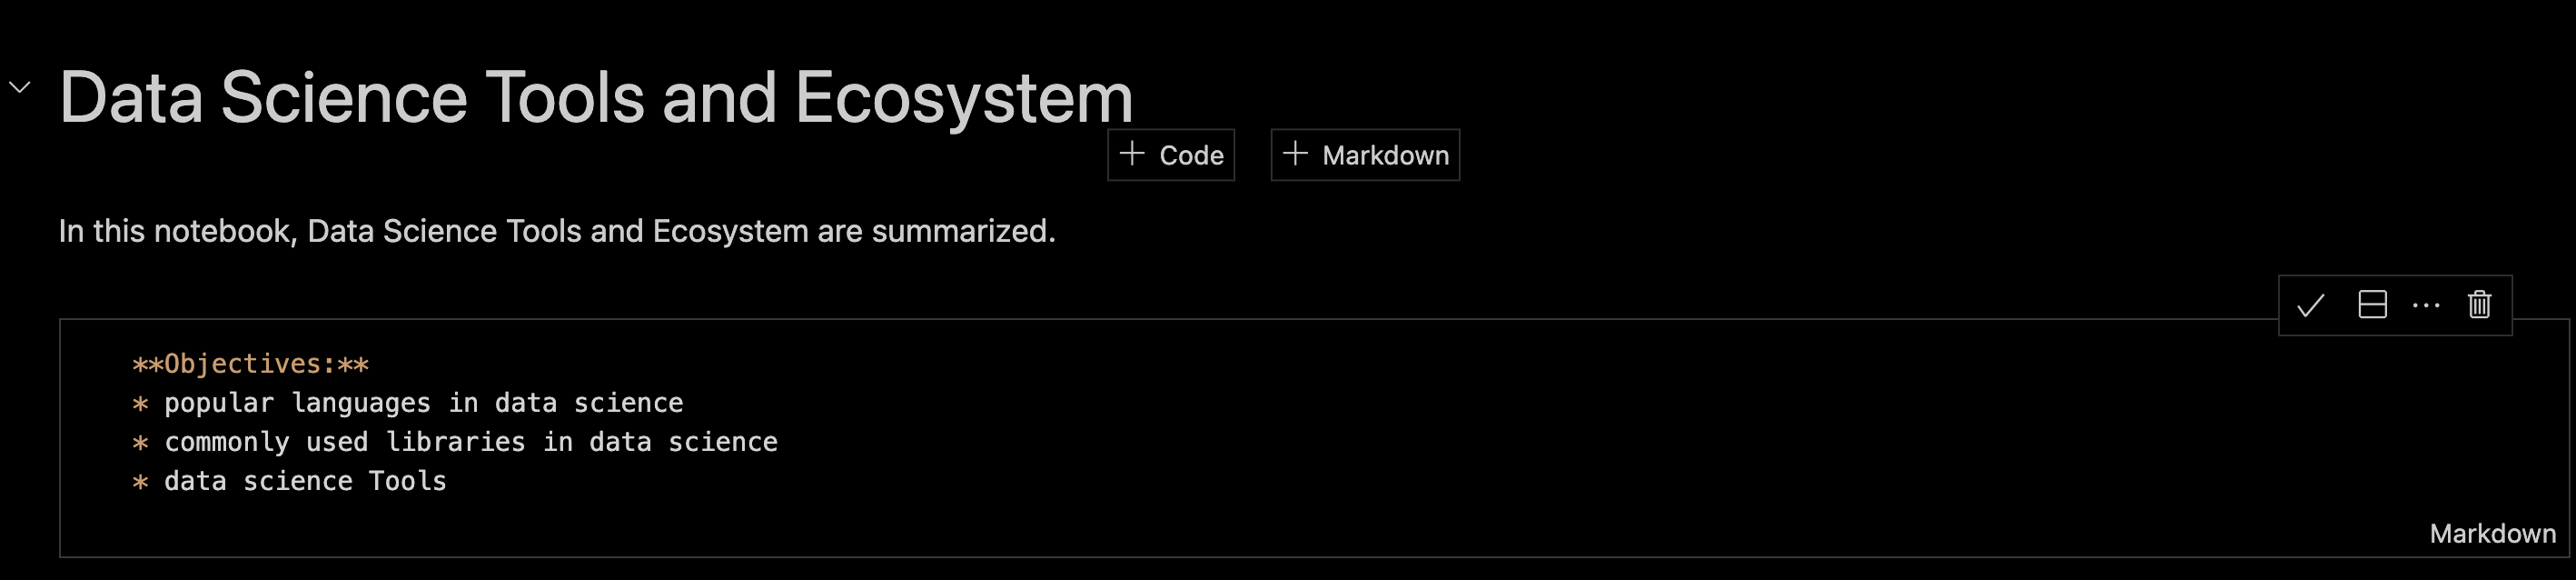 Data Science Tools and Ecosystem
+ Code + Markdown
In this notebook, Data Science Tools and Ecosystem are summarized.
**Objectives:**
* popular languages in data science
* commonly used libraries in data science
* data science Tools
Markdown